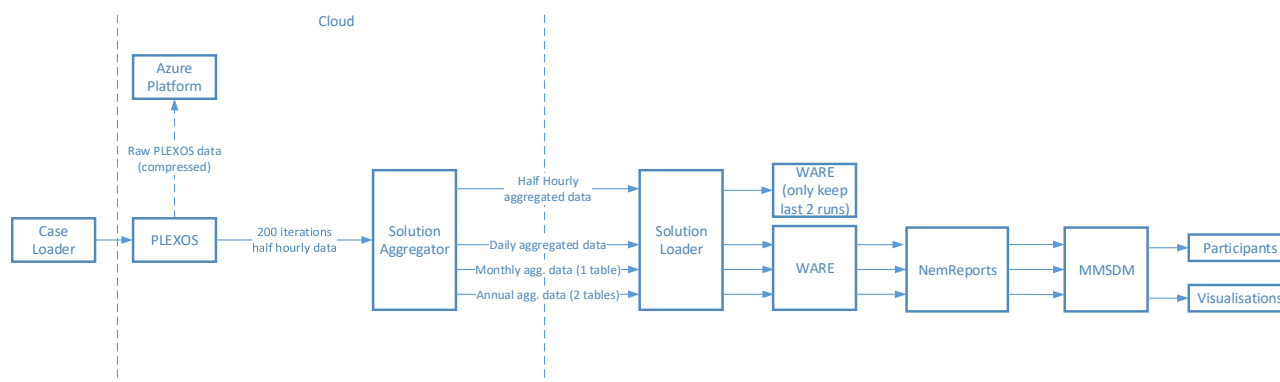 Cloud
Azure
Platform
Raw PLEXOS data
(compressed)
Case
Loader
PLEXOS
200 iterations
half hourly data
Solution
Aggregator
Half Hourly
aggregated data
Daily aggregated data
Monthly agg. data (1 table)
Annual agg. data (2 tables)
Solution
Loader
WARE
(only keep
last 2 runs)
WARE
NemReports
MMSDM
Participants
Visualisations